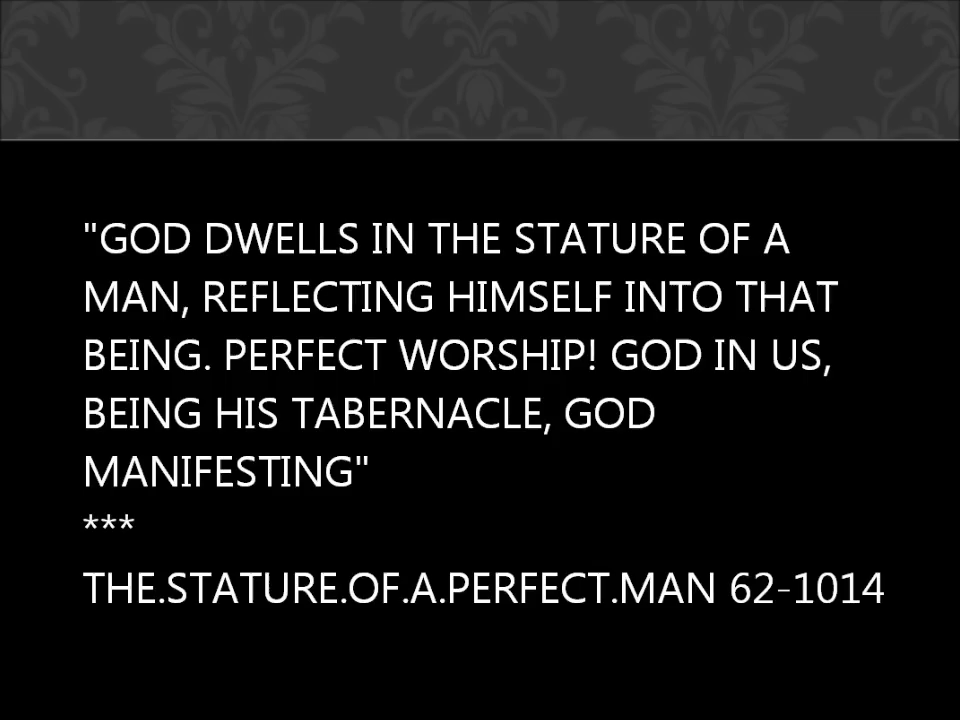 "GOD DWELLS IN THE STATURE OF A
MAN, REFLECTING HIMSELF INTO THAT
BEING. PERFECT WORSHIP! GOD IN US,
BEING HIS TABERNACLE, GOD
MANIFESTING"
***
THE.STATURE.OF.A.PERFECT.MAN 62-1014